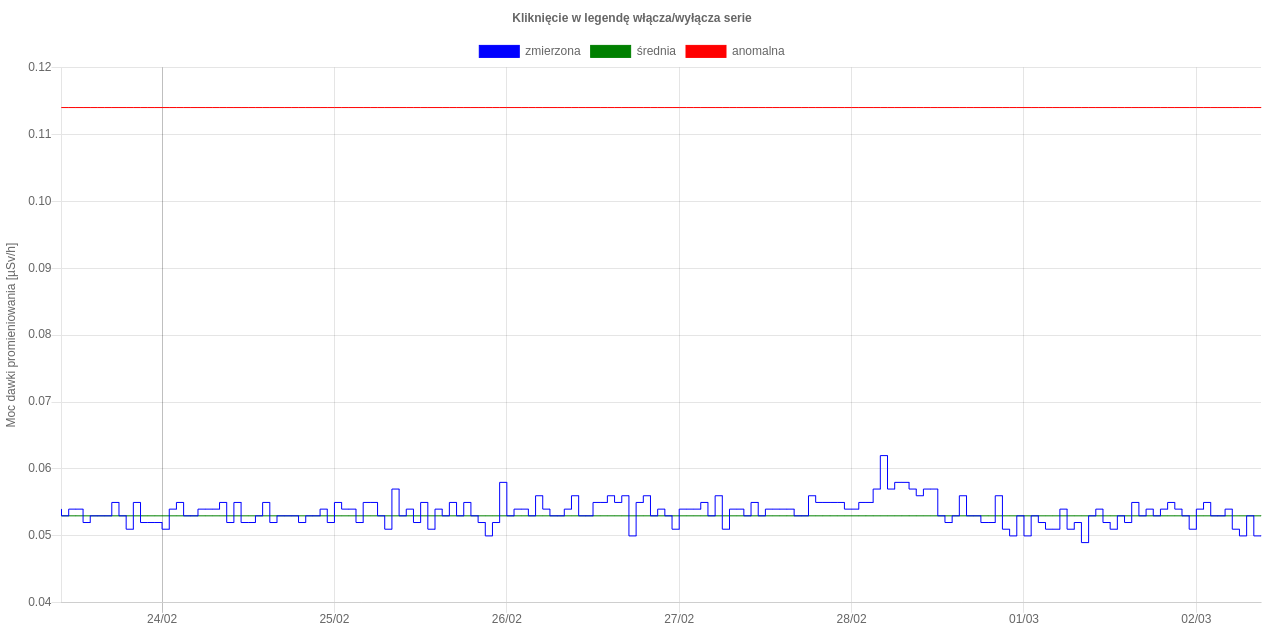 Kliknięcie w legendę włącza/wyłącza serie
zmierzona średnia anomalna
0.12
0.11
0.10
0.09
0.08
0.07
0.06
0.05
0.04
Moc dawki promieniowania [µSv/h]
24/02 25/02 26/02 27/02 28/02 01/03 02/03